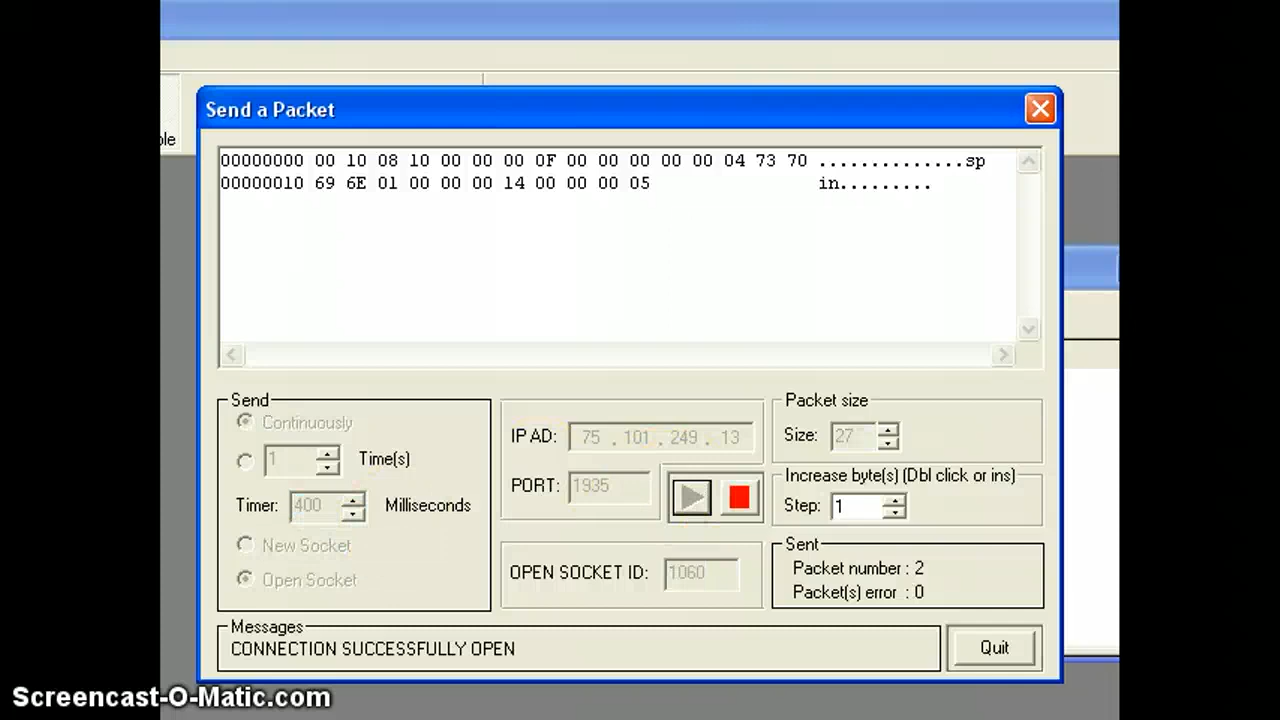 ole
Send a Packet
00000000 00 10 08 10 00 00 00 0F 00 00 00 00 00 04 73 70 ..............sp
00000010 69 6E 01 00 00 00 14 00 00 00 05 in.........
Send
Continuously
1 Time(s)
Timer: 400 Milliseconds
New Socket
Open Socket
IP AD: 75 . 101 . 249 . 13
PORT: 1935
OPEN SOCKET ID: 1060
Packet size
Size: 27
Increase byte(s) (Dbl click or ins)
Step: 1
Sent
Packet number : 2
Packet(s) error : 0
Messages
CONNECTION SUCCESSFULLY OPEN
Quit
Screencast-O-Matic.com